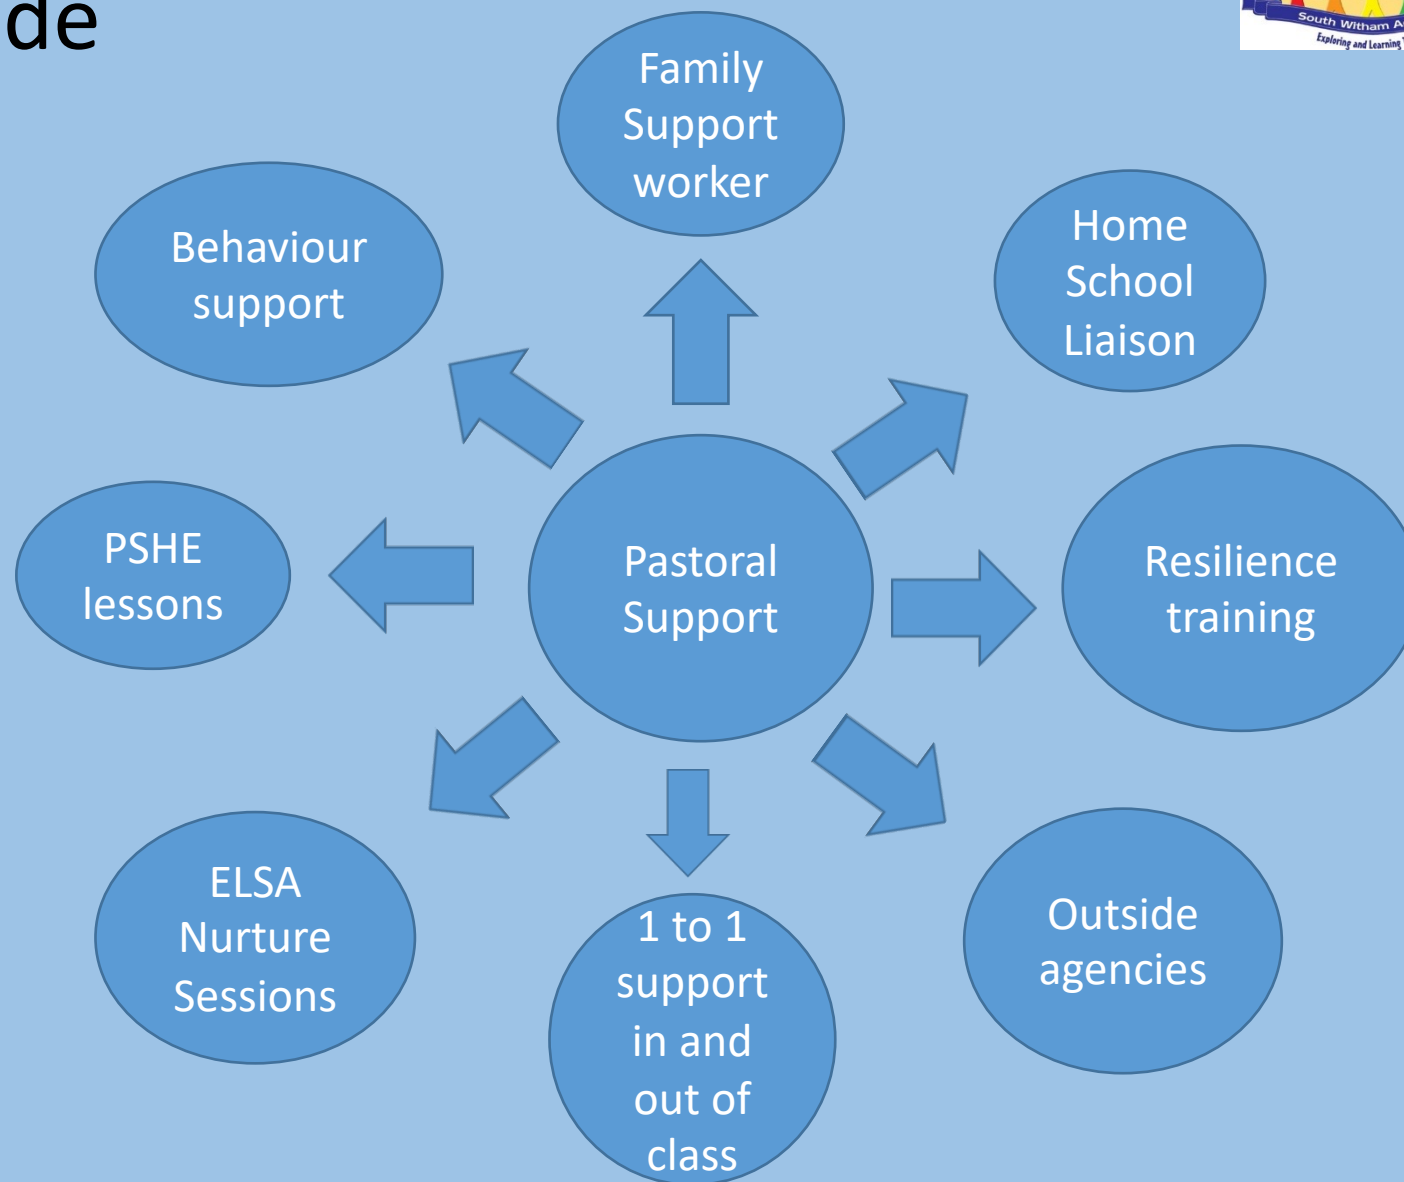 de
South Witham A
Exploring and Learning
Family
Support
worker
Behaviour
support
Home
School
Liaison
PSHE
lessons
Pastoral
Support
Resilience
training
ELSA
Nurture
Sessions
1 to 1
support
in and
out of
class
Outside
agencies